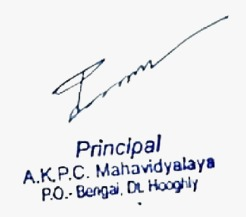 Principal
A.K.P.C. Mahavidyalaya
P.O.- Bengai, Dt. Hooghly